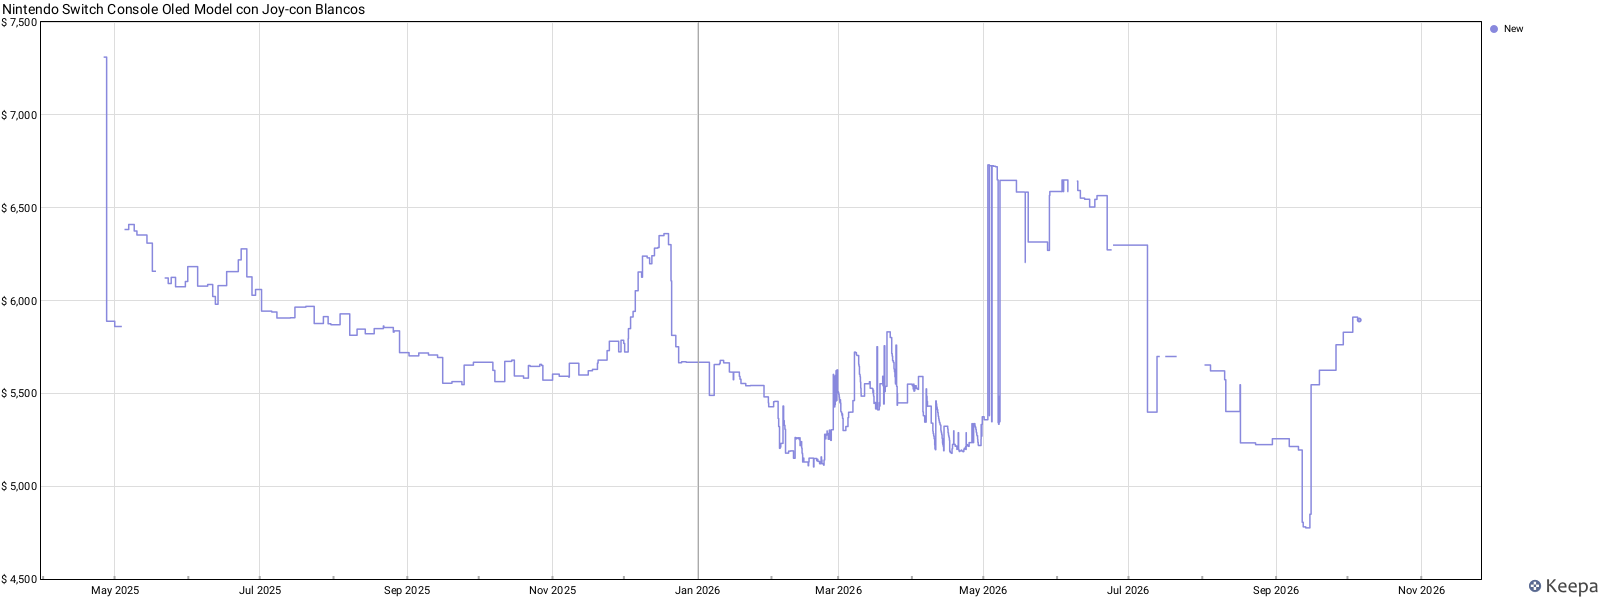 Nintendo Switch Console Oled Model con Joy-con Blancos
$ 7,500
$ 7,000
$ 6,500
$ 6,000
$ 5,500
$ 5,000
$ 4,500
May 2025 Jul 2025 Sep 2025 Nov 2025 Jan 2026 Mar 2026 May 2026 Jul 2026 Sep 2026 Nov 2026
New
Keepa